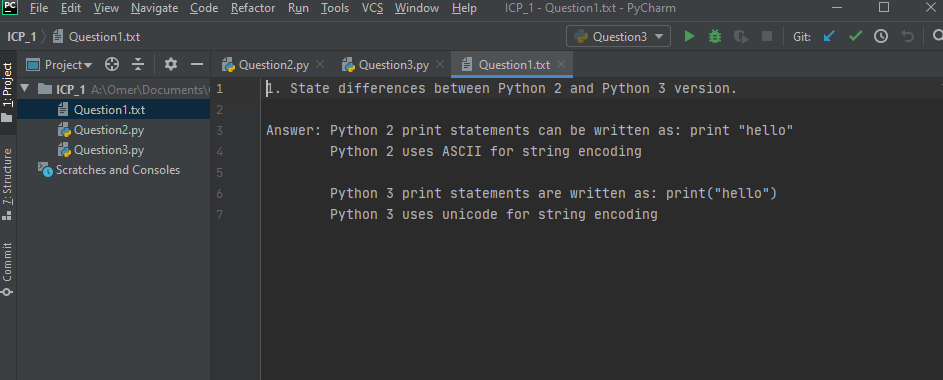 PC File Edit View Navigate Code Refactor Run Tools VCS Window Help ICP_1 - Question1.txt - PyCharm
ICP_1 Question1.txt Question3 Git:
1: Project
7: Structure
Commit
Project
ICP_1 A:\Omer\Documents\
Question1.txt
Question2.py
Question3.py
Scratches and Consoles
Question2.py Question3.py Question1.txt
1 1. State differences between Python 2 and Python 3 version.
2
3 Answer: Python 2 print statements can be written as: print "hello"
4 Python 2 uses ASCII for string encoding
5
6 Python 3 print statements are written as: print("hello")
7 Python 3 uses unicode for string encoding